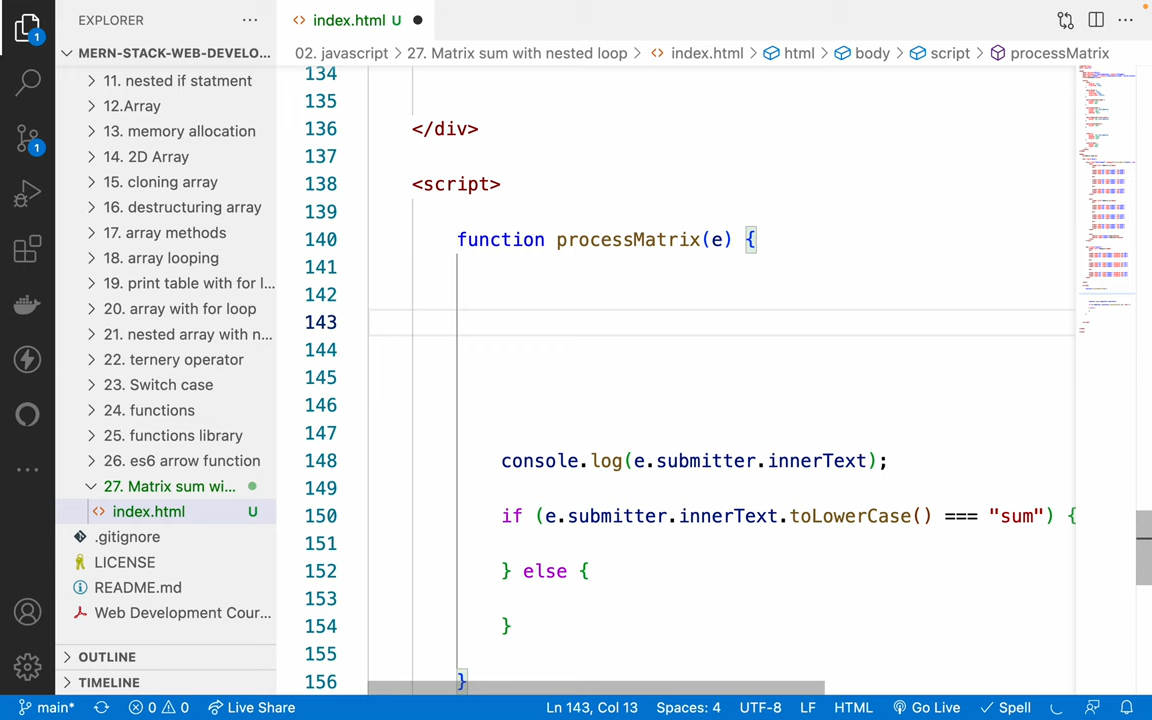 EXPLORER
MERN-STACK-WEB-DEVELO...
11. nested if statment
12.Array
13. memory allocation
14. 2D Array
15. cloning array
16. destructuring array
17. array methods
18. array looping
19. print table with for l...
20. array with for loop
21. nested array with n...
22. ternery operator
23. Switch case
24. functions
25. functions library
26. es6 arrow function
27. Matrix sum wi...
index.html U
.gitignore
LICENSE
README.md
Web Development Cour...
OUTLINE
TIMELINE
index.html U
02. javascript > 27. Matrix sum with nested loop > index.html > html > body > script > processMatrix
134
135
136 </div>
137
138 <script>
139
140 function processMatrix(e) {
141
142
143
144
145
146
147
148 console.log(e.submitter.innerText);
149
150 if (e.submitter.innerText.toLowerCase() === "sum") {
151
152 } else {
153
154 }
155
156 }
main* 0 0 Live Share Ln 143, Col 13 Spaces: 4 UTF-8 LF HTML Go Live Spell
1
1